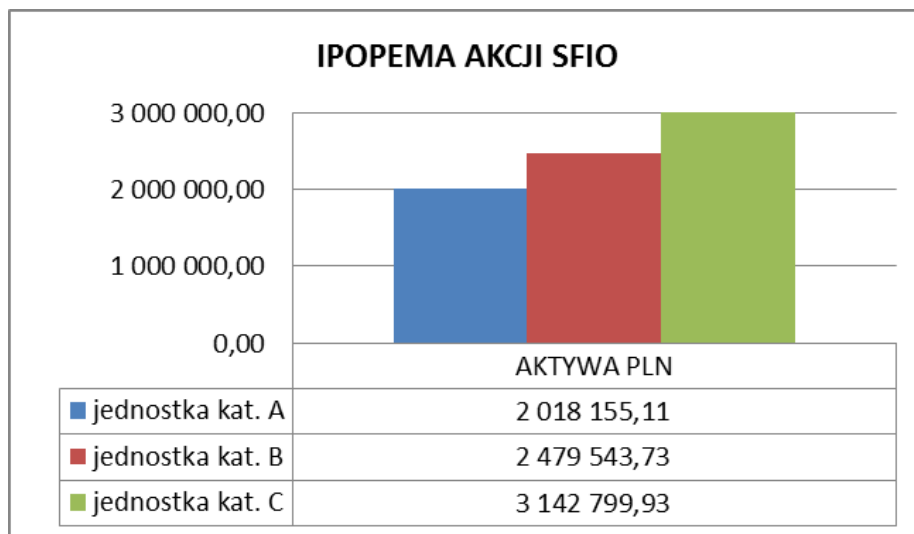 IPOPEMA AKCJI SFIO
3 000 000,00
2 000 000,00
1 000 000,00
0,00
AKTYWA PLN
jednostka kat. A 2 018 155,11
jednostka kat. B 2 479 543,73
jednostka kat. C 3 142 799,93